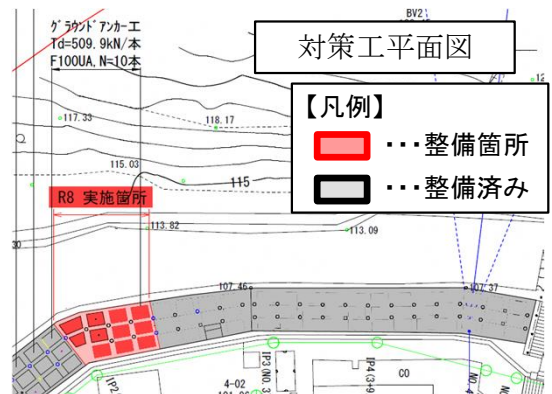 グラウンドアンカー工
Td=509.9kN/本
F100UA,N=10本
BV2
対策工平面図
【凡例】
・・・整備箇所
・・・整備済み
117.33
118.17
115.03
115
R8 実施箇所
113.82
113.09
107.46
107.37
4-02
CO